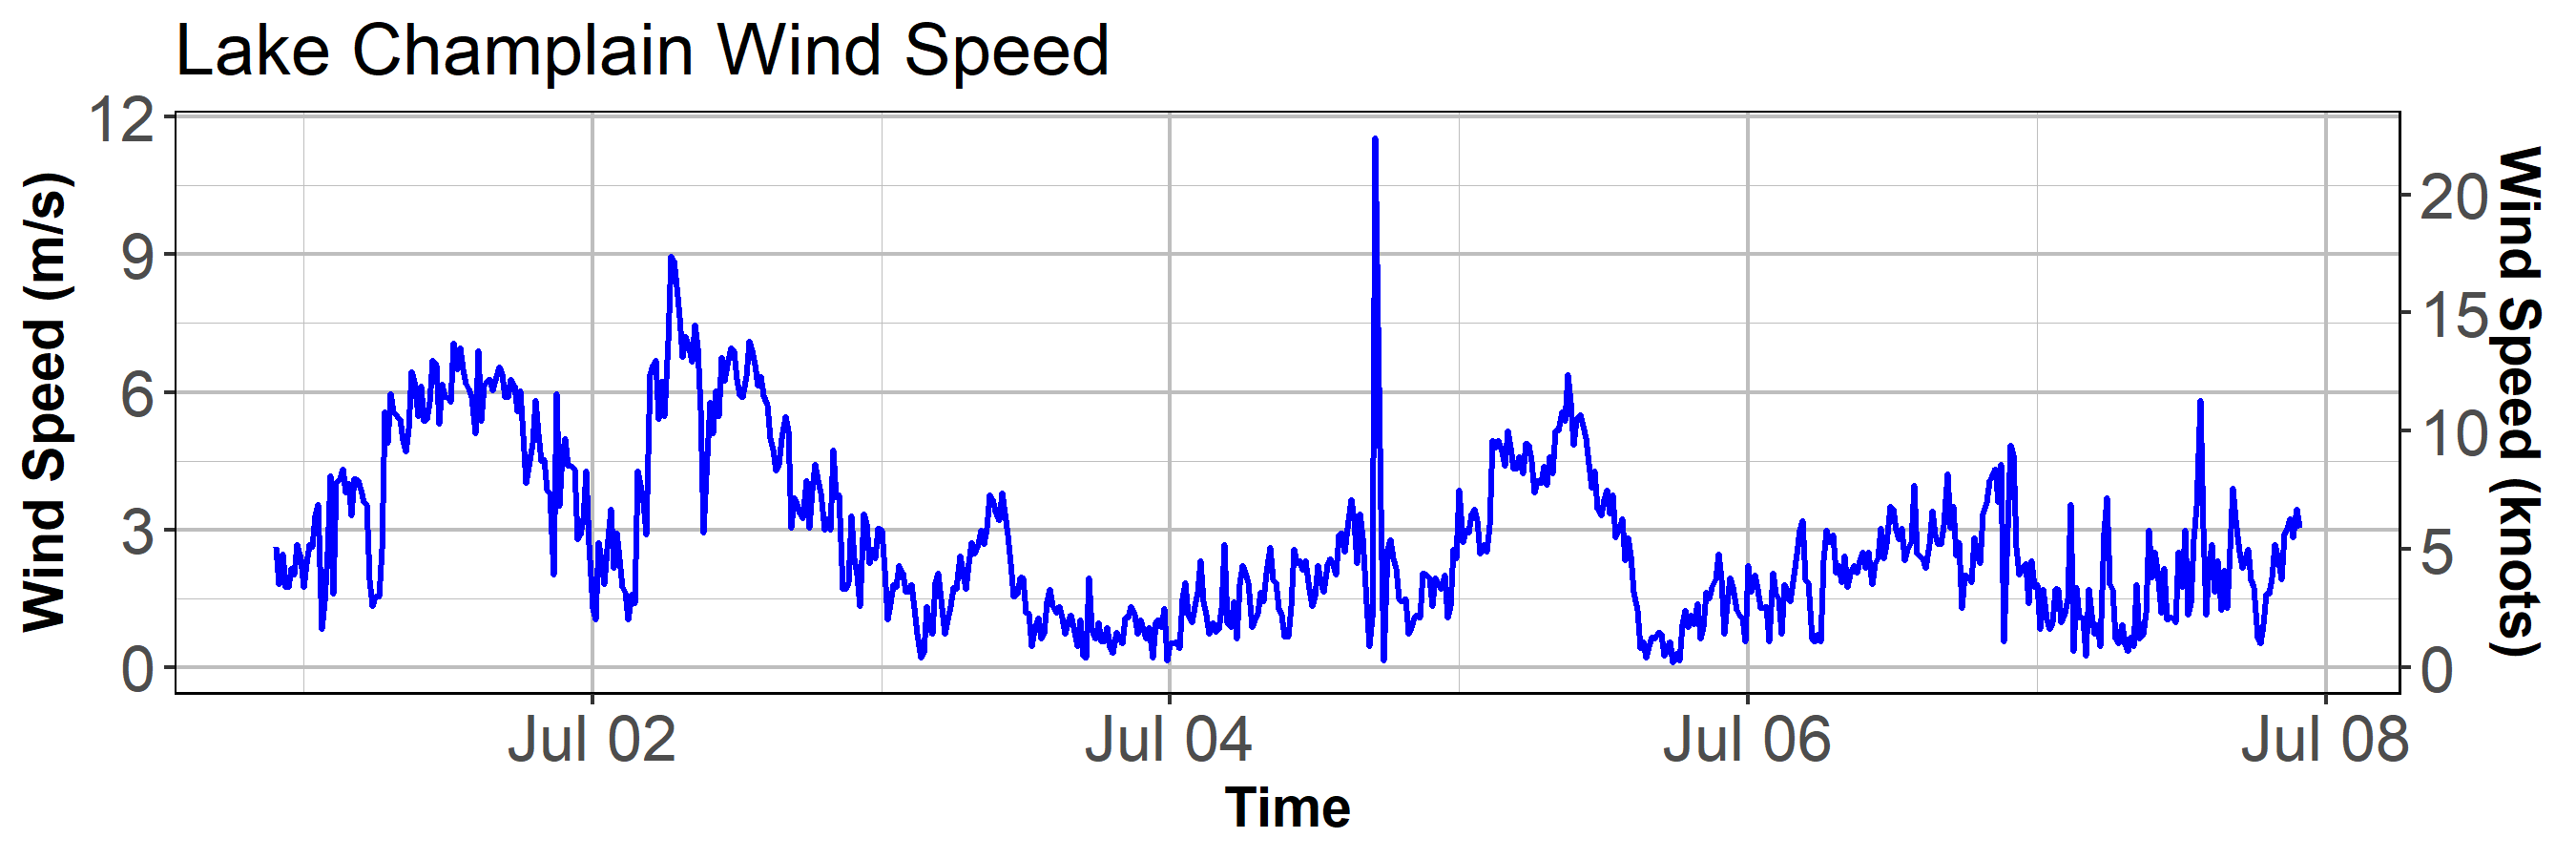 Lake Champlain Wind Speed
Wind Speed (m/s)
12
9
6
3
0
20
15
10
5
0
Wind Speed (knots)
Jul 02 Jul 04 Jul 06 Jul 08
Time